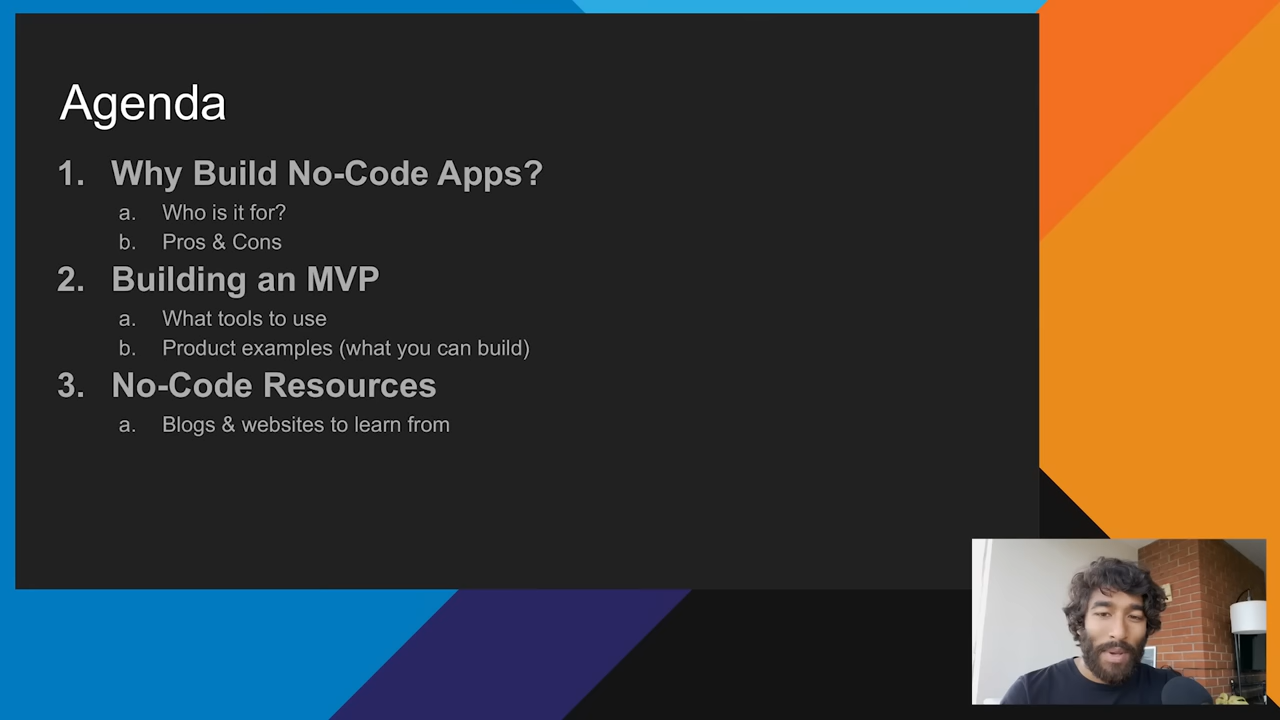 Agenda
1. Why Build No-Code Apps?
a. Who is it for?
b. Pros & Cons
2. Building an MVP
a. What tools to use
b. Product examples (what you can build)
3. No-Code Resources
a. Blogs & websites to learn from